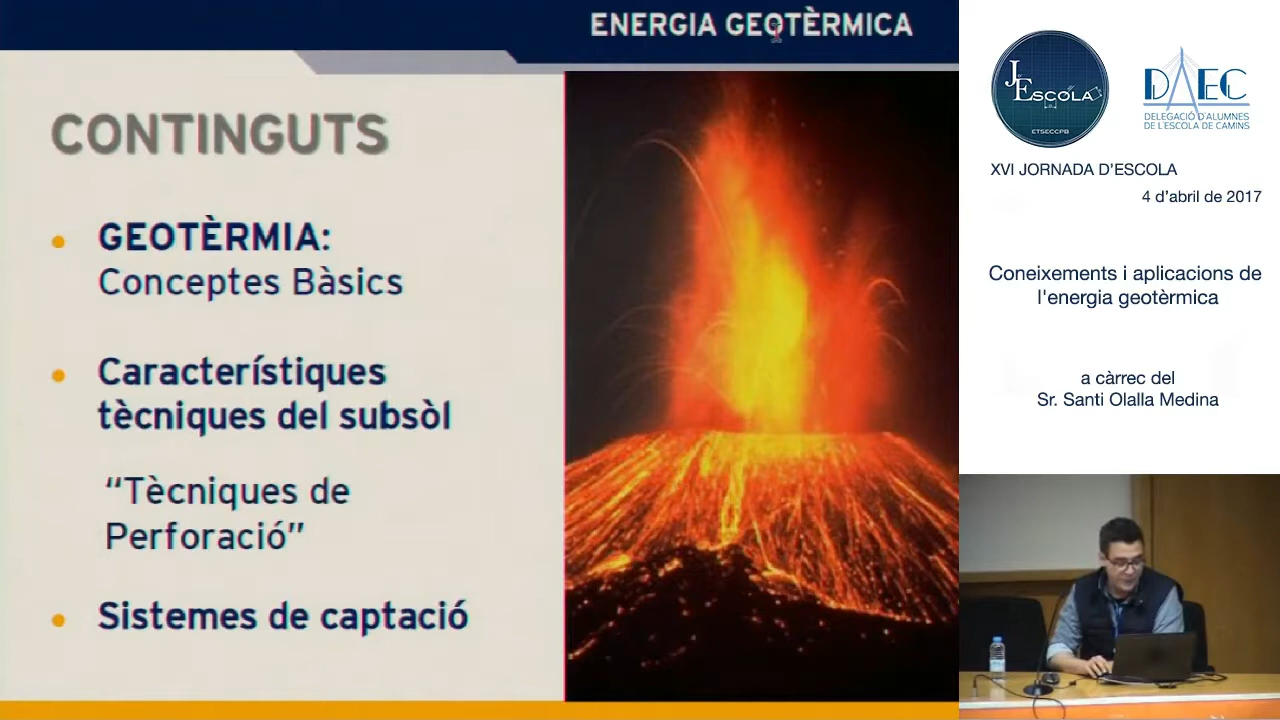 ENERGIA GEOTÈRMICA
CONTINGUTS
GEOTÈRMIA:
Conceptes Bàsics
Característiques
tècniques del subsòl
“Tècniques de
Perforació”
Sistemes de captació
J
ESCOLA
ETSECCPB
DAEC
DELEGACIÓ D'ALUMNES
DE L'ESCOLA DE CAMINS
XVI JORNADA D'ESCOLA
4 d'abril de 2017
Coneixements i aplicacions de
l'energia geotèrmica
a càrrec del
Sr. Santi Olalla Medina